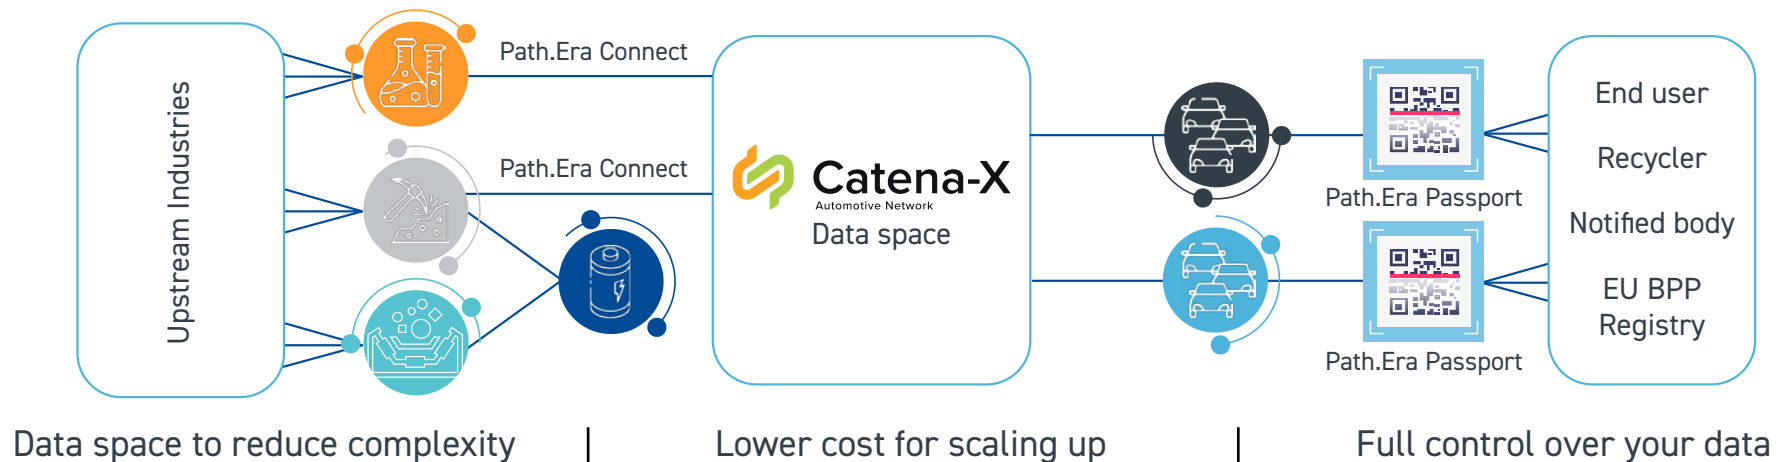 Upstream Industries
Path.Era Connect
Path.Era Connect
Catena-X
Automotive Network
Data space
Path.Era Passport
Path.Era Passport
End user
Recycler
Notified body
EU BPP
Registry
Data space to reduce complexity
Lower cost for scaling up
Full control over your data